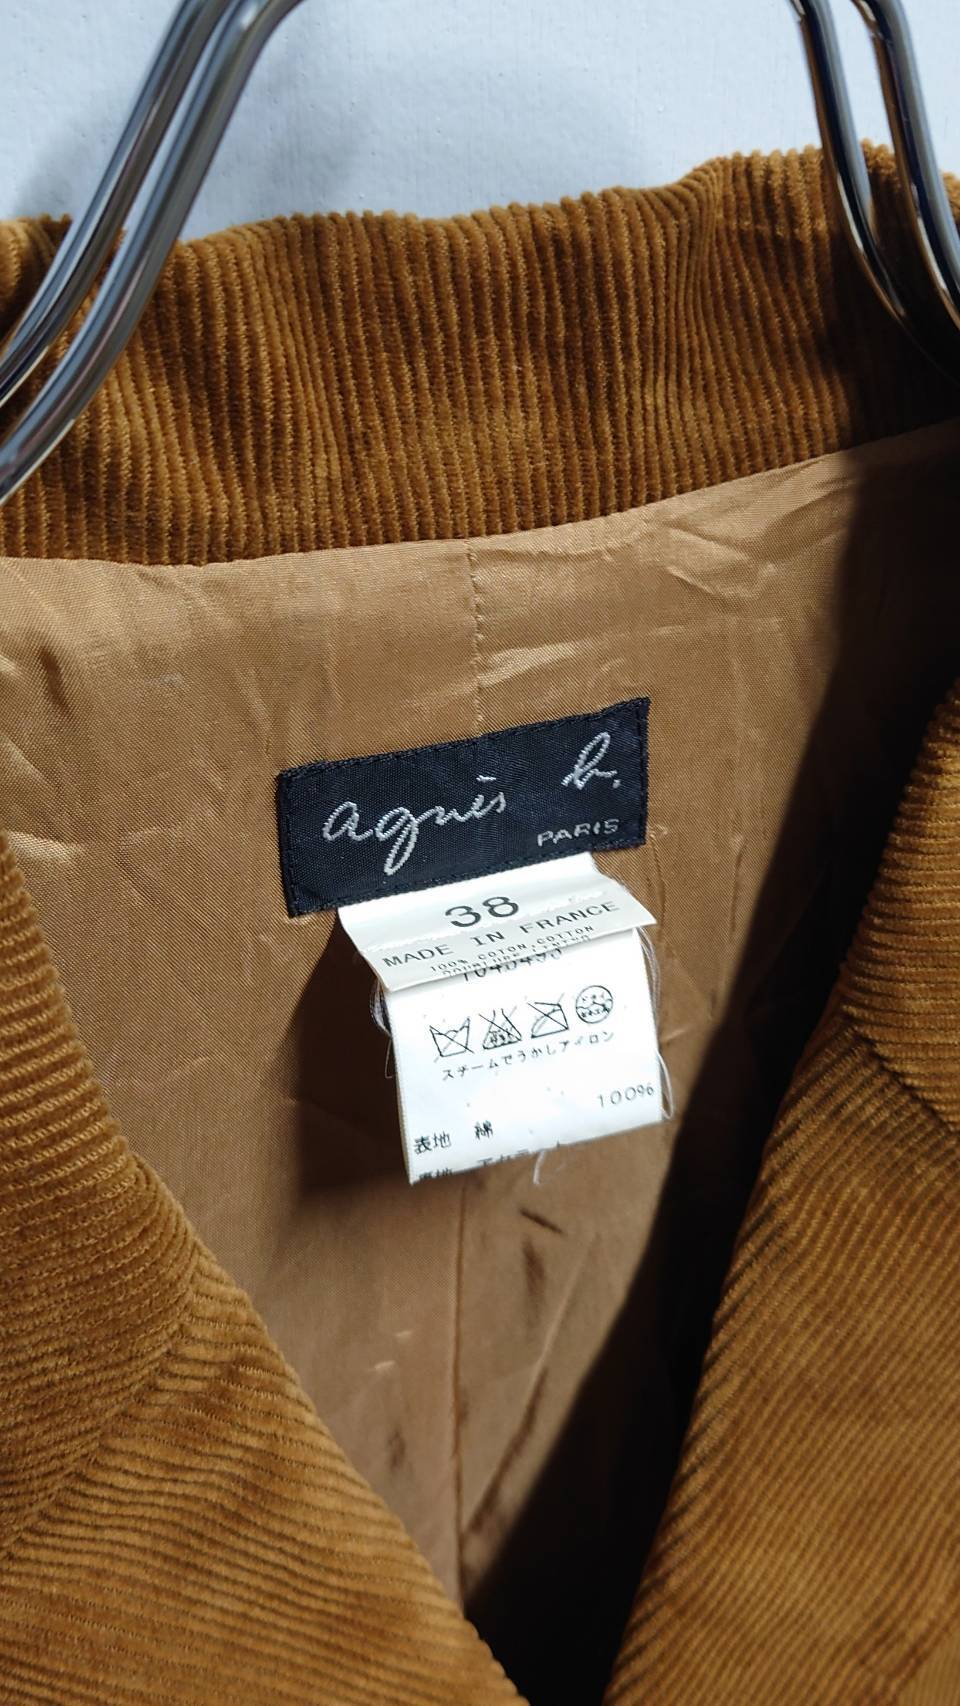 agnès b.
PARIS
38
MADE IN FRANCE
100% COTON.COTTON
スチームでうかしアイロン
100%
表地 綿